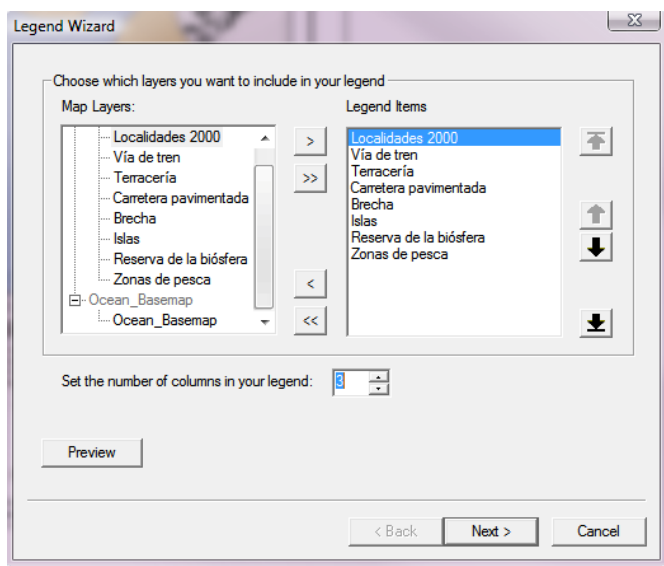 Legend Wizard
Choose which layers you want to include in your legend
Map Layers:
Localidades 2000
Vía de tren
Terracería
Carretera pavimentada
Brecha
Islas
Reserva de la biósfera
Zonas de pesca
Ocean_Basemap
Ocean_Basemap
>
>>
<
<<
Legend Items
Localidades 2000
Vía de tren
Terracería
Carretera pavimentada
Brecha
Islas
Reserva de la biósfera
Zonas de pesca
Set the number of columns in your legend: 3
Preview
< Back Next > Cancel